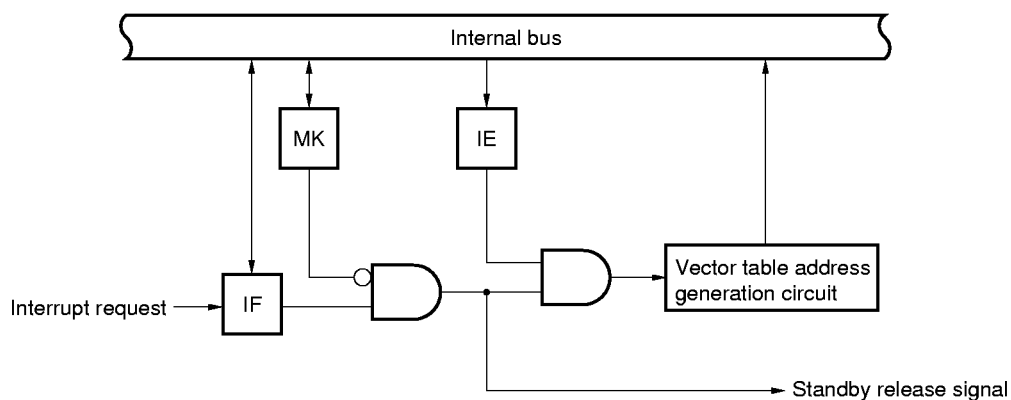 Internal bus
MK
IE
Vector table address
generation circuit
Interrupt request
IF
Standby release signal